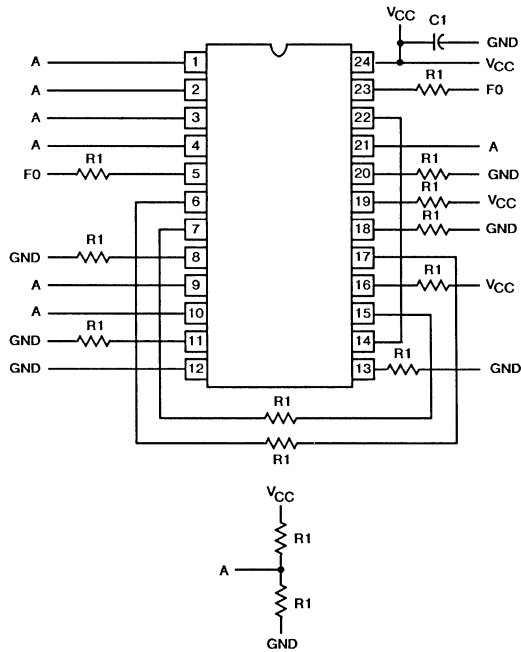 VCC C1 GND
A 1 24 VCC
A 2 23 R1 F0
A 3 22
A 4 21 A
F0 R1 5 20 R1 GND
6 19 R1 VCC
7 18 R1 GND
GND R1 8 17
A 9 16 R1 VCC
A 10 15
GND R1 11 14
GND 12 13 R1 GND
R1
R1
VCC
R1
A
R1
GND